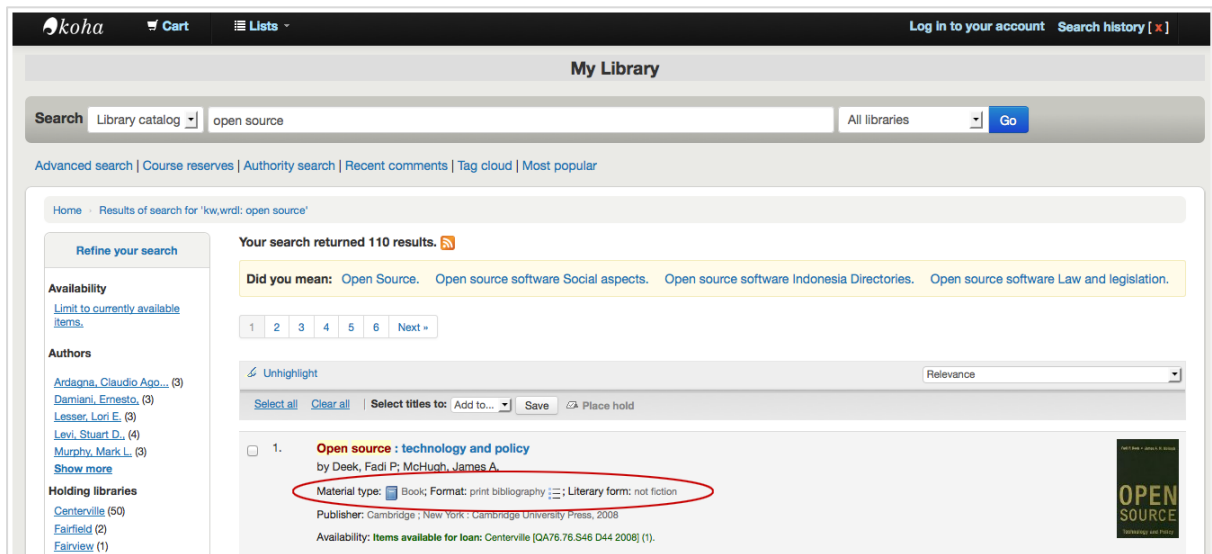 koha Cart Lists Log in to your account Search history [ x ]
My Library
Search Library catalog open source All libraries Go
Advanced search | Course reserves | Authority search | Recent comments | Tag cloud | Most popular
Home › Results of search for 'kw,wrdl: open source'
Refine your search
Availability
Limit to currently available
items.
Authors
Ardagna, Claudio Ago... (3)
Damiani, Ernesto, (3)
Lesser, Lori E. (3)
Levi, Stuart D., (4)
Murphy, Mark L. (3)
Show more
Holding libraries
Centerville (50)
Fairfield (2)
Fairview (1)
Your search returned 110 results.
Did you mean: Open Source. Open source software Social aspects. Open source software Indonesia Directories. Open source software Law and legislation.
1 2 3 4 5 6 Next »
Unhighlight Relevance
Select all Clear all | Select titles to: Add to... Save Place hold
1. Open source : technology and policy
by Deek, Fadi P; McHugh, James A.
Material type: Book; Format: print bibliography ; Literary form: not fiction
Publisher: Cambridge ; New York : Cambridge University Press, 2008
Availability: Items available for loan: Centerville [QA76.76.S46 D44 2008] (1).
OPEN
SOURCE
Technology and Policy